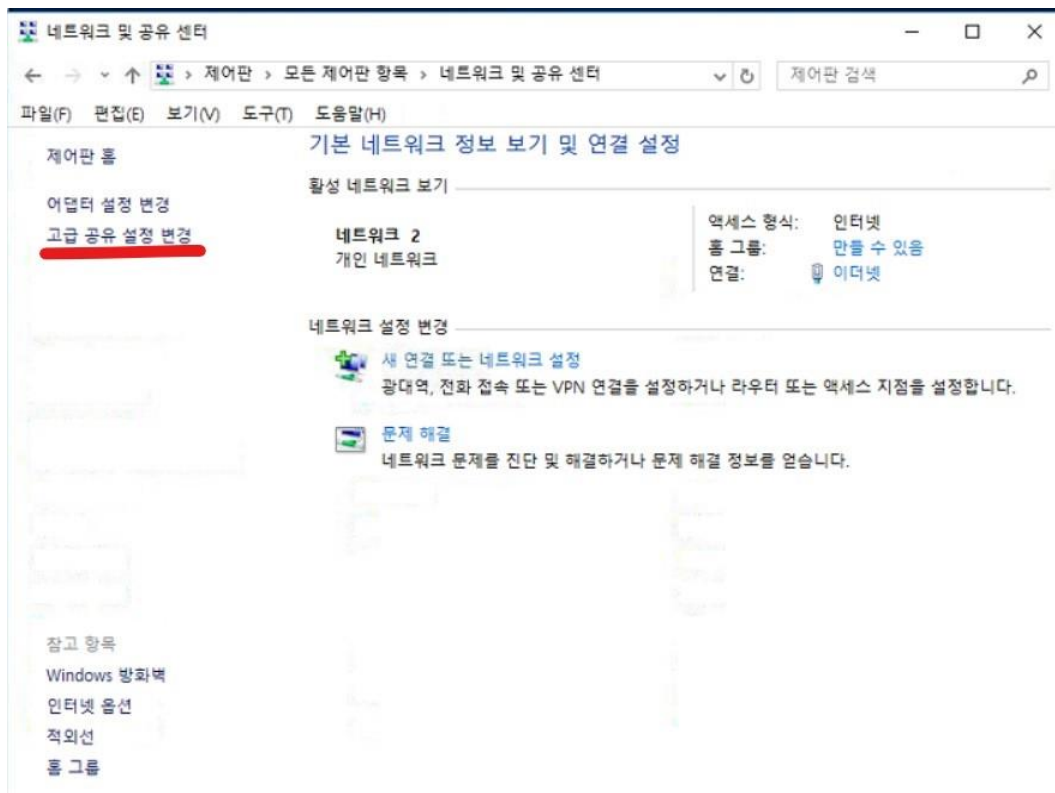 네트워크 및 공유 센터
제어판 › 모든 제어판 항목 › 네트워크 및 공유 센터
제어판 검색
파일(F) 편집(E) 보기(V) 도구(T) 도움말(H)
제어판 홈
어댑터 설정 변경
고급 공유 설정 변경
기본 네트워크 정보 보기 및 연결 설정
활성 네트워크 보기
네트워크 2
개인 네트워크
액세스 형식: 인터넷
홈 그룹: 만들 수 있음
연결: 이더넷
네트워크 설정 변경
새 연결 또는 네트워크 설정
광대역, 전화 접속 또는 VPN 연결을 설정하거나 라우터 또는 액세스 지점을 설정합니다.
문제 해결
네트워크 문제를 진단 및 해결하거나 문제 해결 정보를 얻습니다.
참고 항목
Windows 방화벽
인터넷 옵션
적외선
홈 그룹